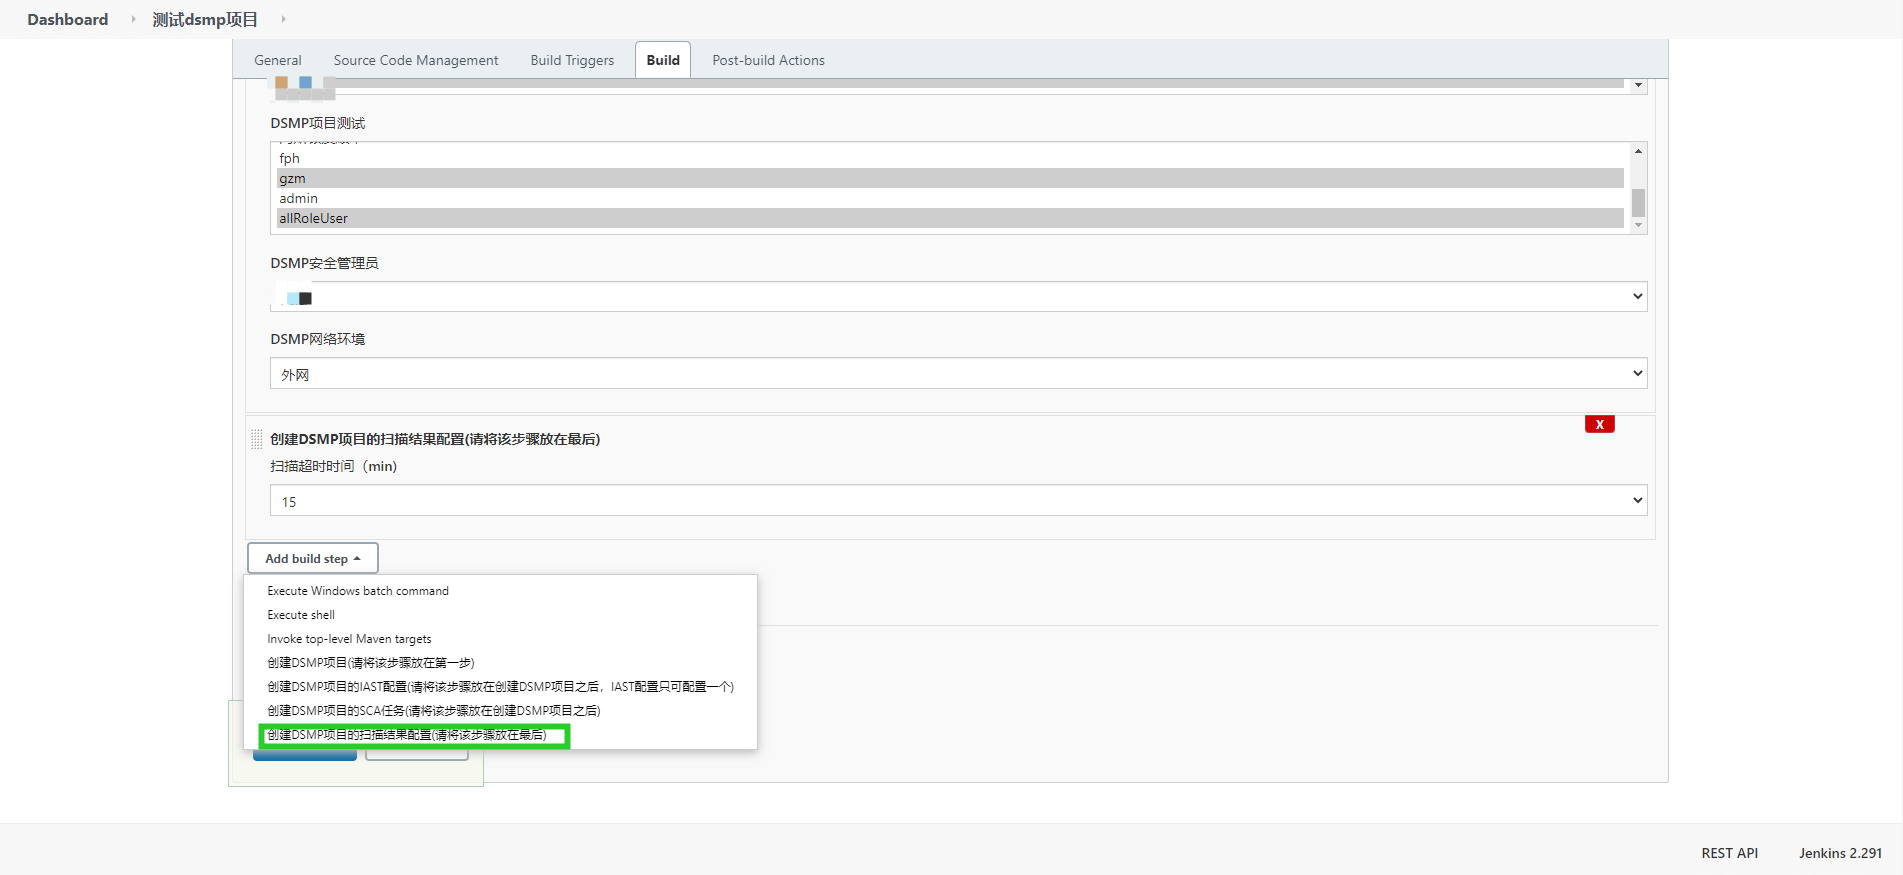 Dashboard
测试dsmp项目
General
Source Code Management
Build Triggers
Build
Post-build Actions
DSMP项目测试
fph
gzm
admin
allRoleUser
DSMP安全管理员
DSMP网络环境
外网
创建DSMP项目的扫描结果配置(请将该步骤放在最后)
X
扫描超时时间（min)
15
Add build step
Execute Windows batch command
Execute shell
Invoke top-level Maven targets
创建DSMP项目(请将该步骤放在第一步)
创建DSMP项目的IAST配置(请将该步骤放在创建DSMP项目之后，IAST配置只可配置一个)
创建DSMP项目的SCA任务(请将该步骤放在创建DSMP项目之后)
创建DSMP项目的扫描结果配置(请将该步骤放在最后)
REST API
Jenkins 2.291